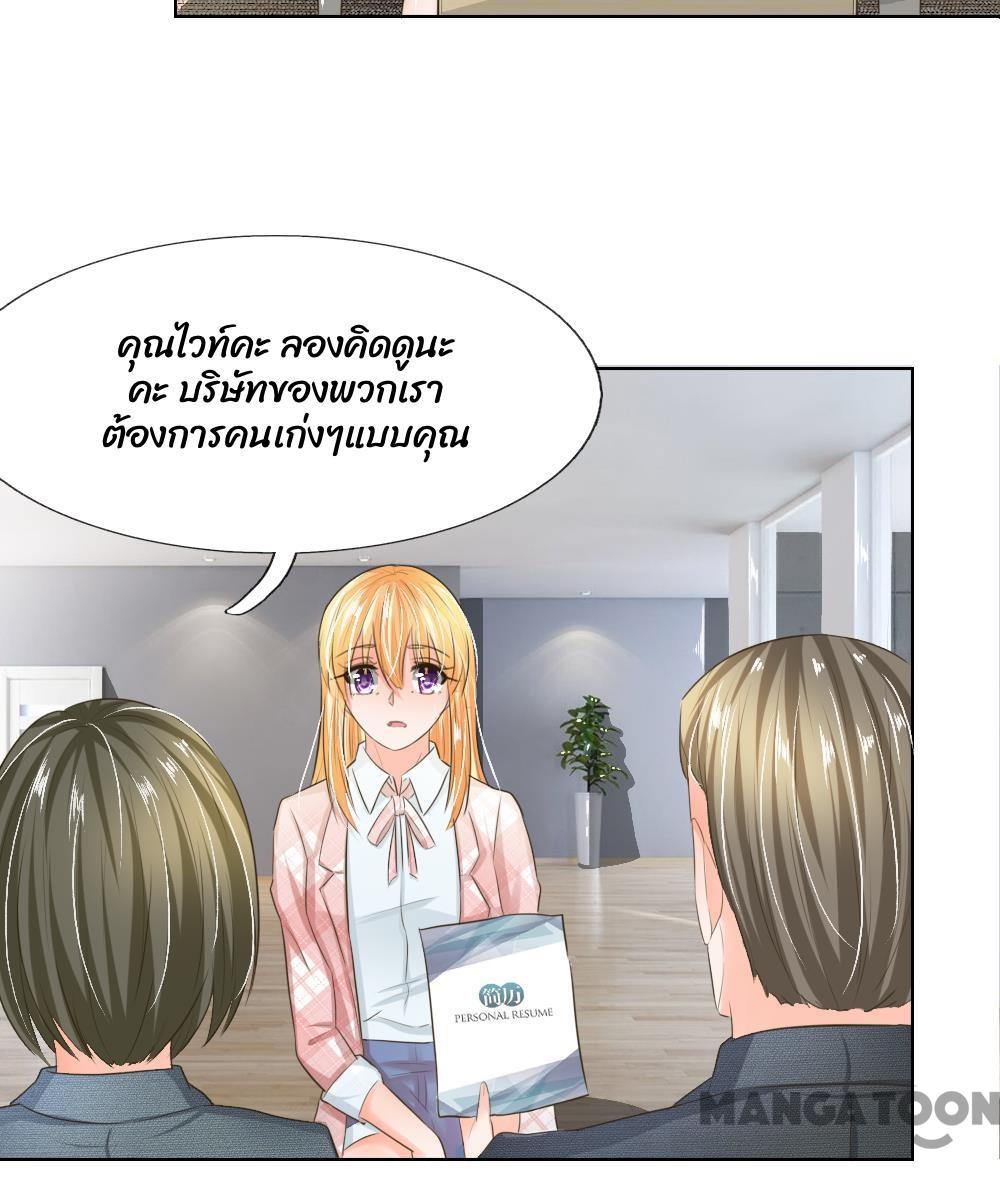 คุณไวท์คะ ลองคิดดูนะ
คะ บริษัทของพวกเรา
ต้องการคนเก่งๆแบบคุณ
简历
PERSONAL RESUME
MANGATOON